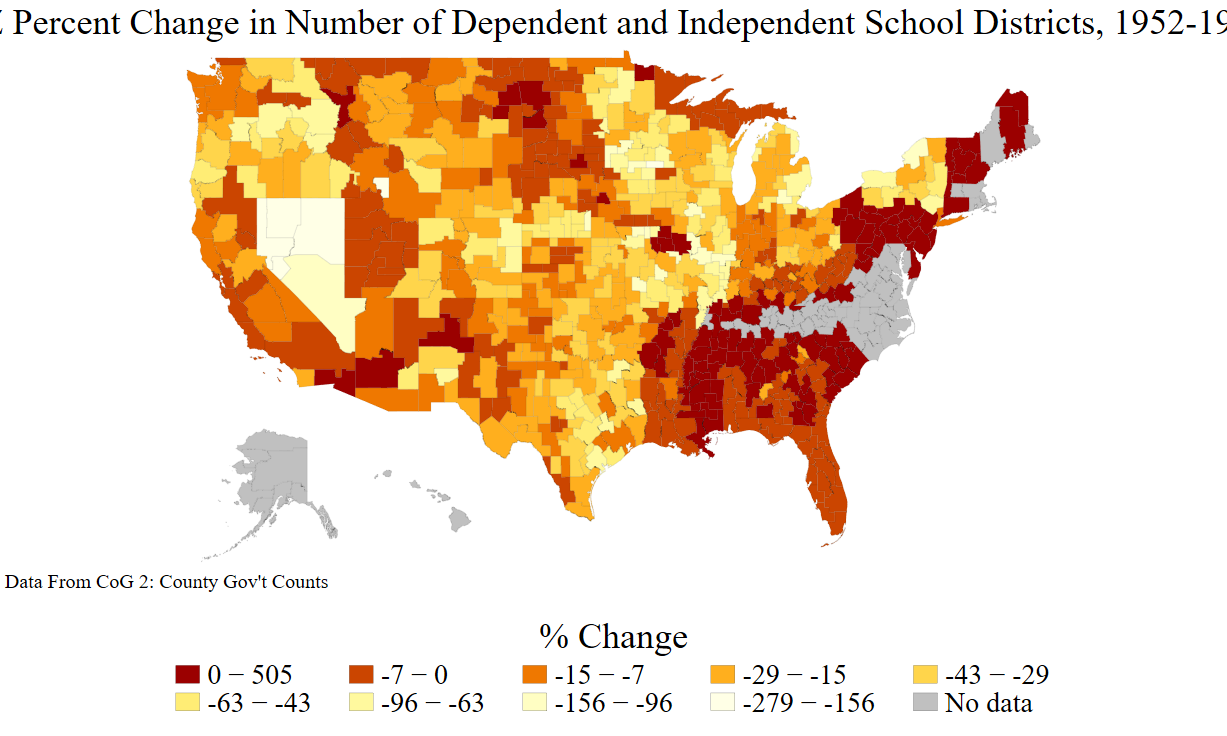 Percent Change in Number of Dependent and Independent School Districts, 1952-19
Data From CoG 2: County Gov't Counts
% Change
0 − 505 -7 − 0 -15 − -7 -29 − -15 -43 − -29
-63 − -43 -96 − -63 -156 − -96 -279 − -156 No data